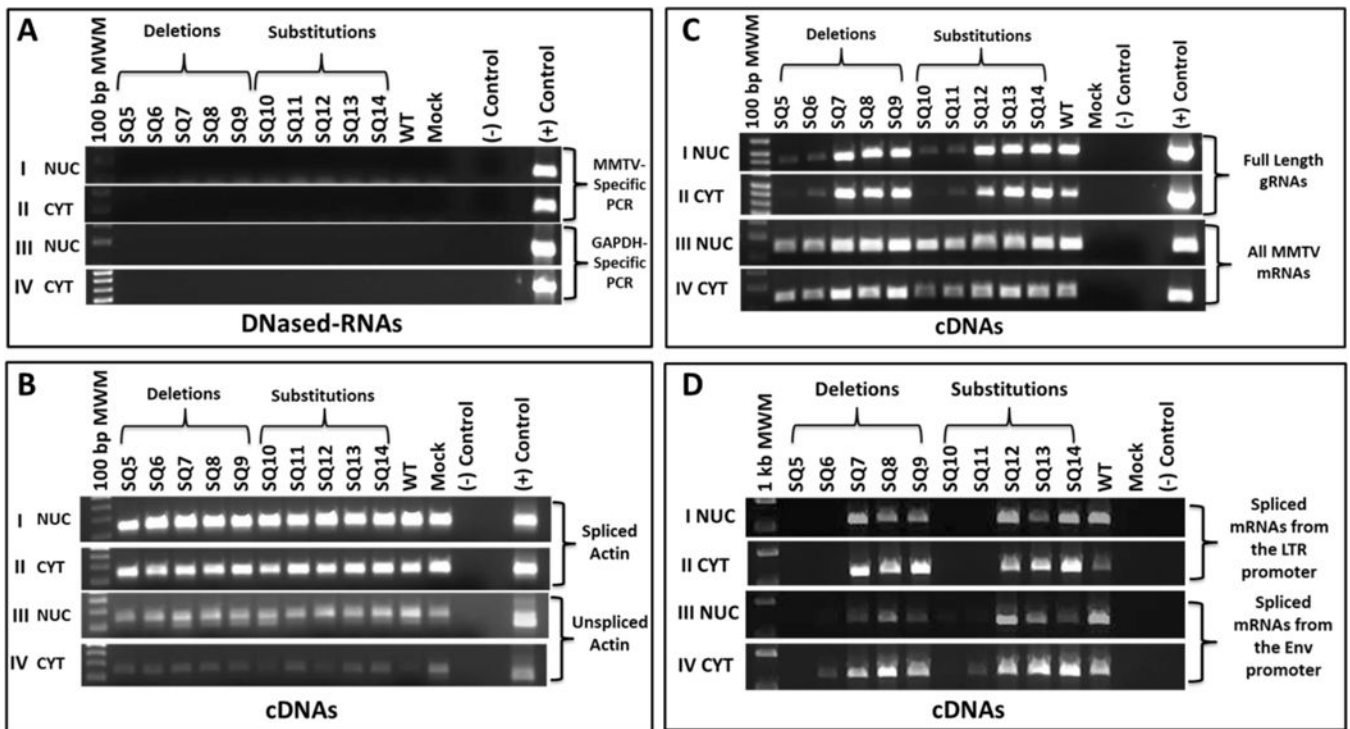 A
Deletions
Substitutions
100 bp MWM
SQ5
SQ6
SQ7
SQ8
SQ9
SQ10
SQ11
SQ12
SQ13
SQ14
WT
Mock
(-) Control
(+) Control
I NUC
II CYT
III NUC
IV CYT
MMTV-
Specific
PCR
GAPDH-
Specific
PCR
DNased-RNAs
B
Deletions
Substitutions
100 bp MWM
SQ5
SQ6
SQ7
SQ8
SQ9
SQ10
SQ11
SQ12
SQ13
SQ14
WT
Mock
(-) Control
(+) Control
I NUC
II CYT
III NUC
IV CYT
Spliced
Actin
Unspliced
Actin
cDNAs
C
Deletions
Substitutions
100 bp MWM
SQ5
SQ6
SQ7
SQ8
SQ9
SQ10
SQ11
SQ12
SQ13
SQ14
WT
Mock
(-) Control
(+) Control
I NUC
II CYT
III NUC
IV CYT
Full Length
gRNAs
All MMTV
mRNAs
cDNAs
D
Deletions
Substitutions
1 kb MWM
SQ5
SQ6
SQ7
SQ8
SQ9
SQ10
SQ11
SQ12
SQ13
SQ14
WT
Mock
(-) Control
I NUC
II CYT
III NUC
IV CYT
Spliced
mRNAs from
the LTR
promoter
Spliced
mRNAs from
the Env
promoter
cDNAs